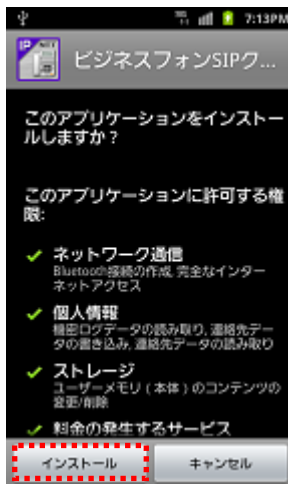 7:13PM
IP
ビジネスフォンSIPク...
このアプリケーションをインストー
ルしますか？
このアプリケーションに許可する権
限:
ネットワーク通信
Bluetooth接続の作成, 完全なインター
ネットアクセス
個人情報
機密ログデータの読み取り, 連絡先デー
タの書き込み, 連絡先データの読み取り
ストレージ
ユーザーメモリ ( 本体 ) のコンテンツの
変更/削除
料金の発生するサービス
インストール
キャンセル